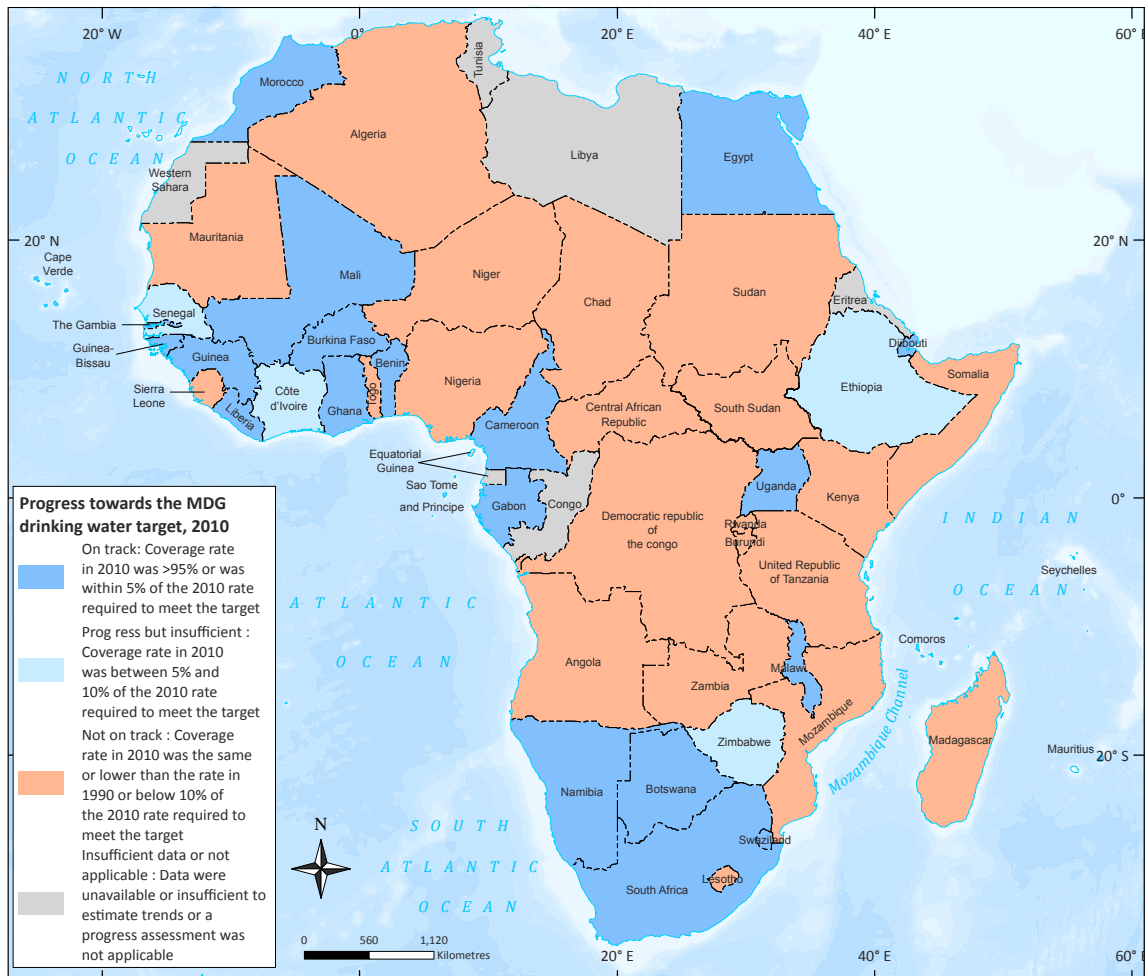 20° W
0°
20° E
40° E
60° E
NORTH
ATLANTIC
OCEAN
Morocco
Tunisia
Algeria
Libya
Egypt
Western
Sahara
20° N
20° N
Cape
Verde
Mauritania
Mali
Niger
Chad
Sudan
Eritrea
Senegal
The Gambia
Guinea-
Bissau
Guinea
Burkina Faso
Benin
Djibouti
Sierra
Leone
Liberia
Côte
d'Ivoire
Ghana
Togo
Nigeria
Cameroon
Central African
Republic
South Sudan
Ethiopia
Somalia
Equatorial
Guinea
Sao Tome
and Principe
Gabon
Congo
Democratic republic
of
the congo
Uganda
Kenya
Rwanda
Burundi
United Republic
of Tanzania
0°
INDIAN
OCEAN
Seychelles
Comoros
ATLANTIC
OCEAN
Angola
Zambia
Malawi
Mozambique
Mozambique Channel
Madagascar
Mauritius
20° S
Zimbabwe
Namibia
Botswana
Swaziland
Lesotho
South Africa
SOUTH
ATLANTIC
OCEAN
Progress towards the MDG
drinking water target, 2010
On track: Coverage rate
in 2010 was >95% or was
within 5% of the 2010 rate
required to meet the target
Prog ress but insufficient :
Coverage rate in 2010
was between 5% and
10% of the 2010 rate
required to meet the target
Not on track : Coverage
rate in 2010 was the same
or lower than the rate in
1990 or below 10% of
the 2010 rate required to
meet the target
Insufficient data or not
applicable : Data were
unavailable or insufficient to
estimate trends or a
progress assessment was
not applicable
N
0 560 1,120
Kilometres
20° E
40° E